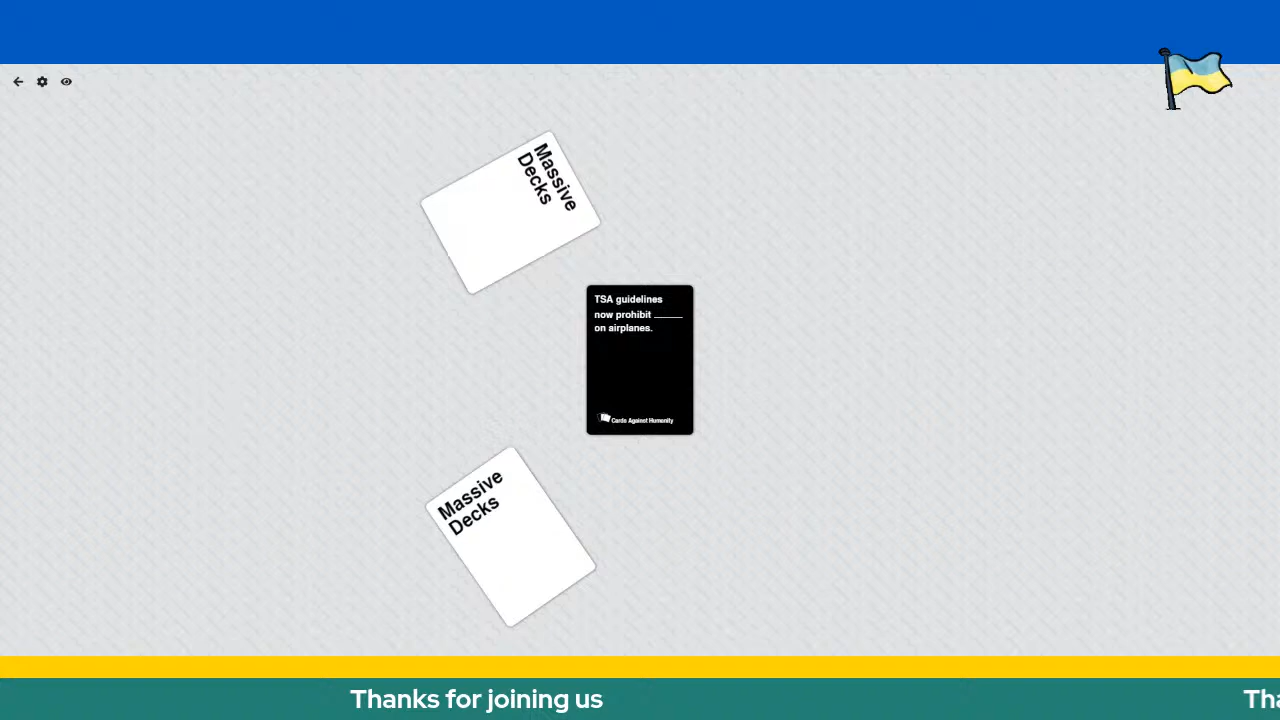 Massive
Decks
TSA guidelines
now prohibit ______
on airplanes.
Cards Against Humanity
Massive
Decks
Thanks for joining us
Tha